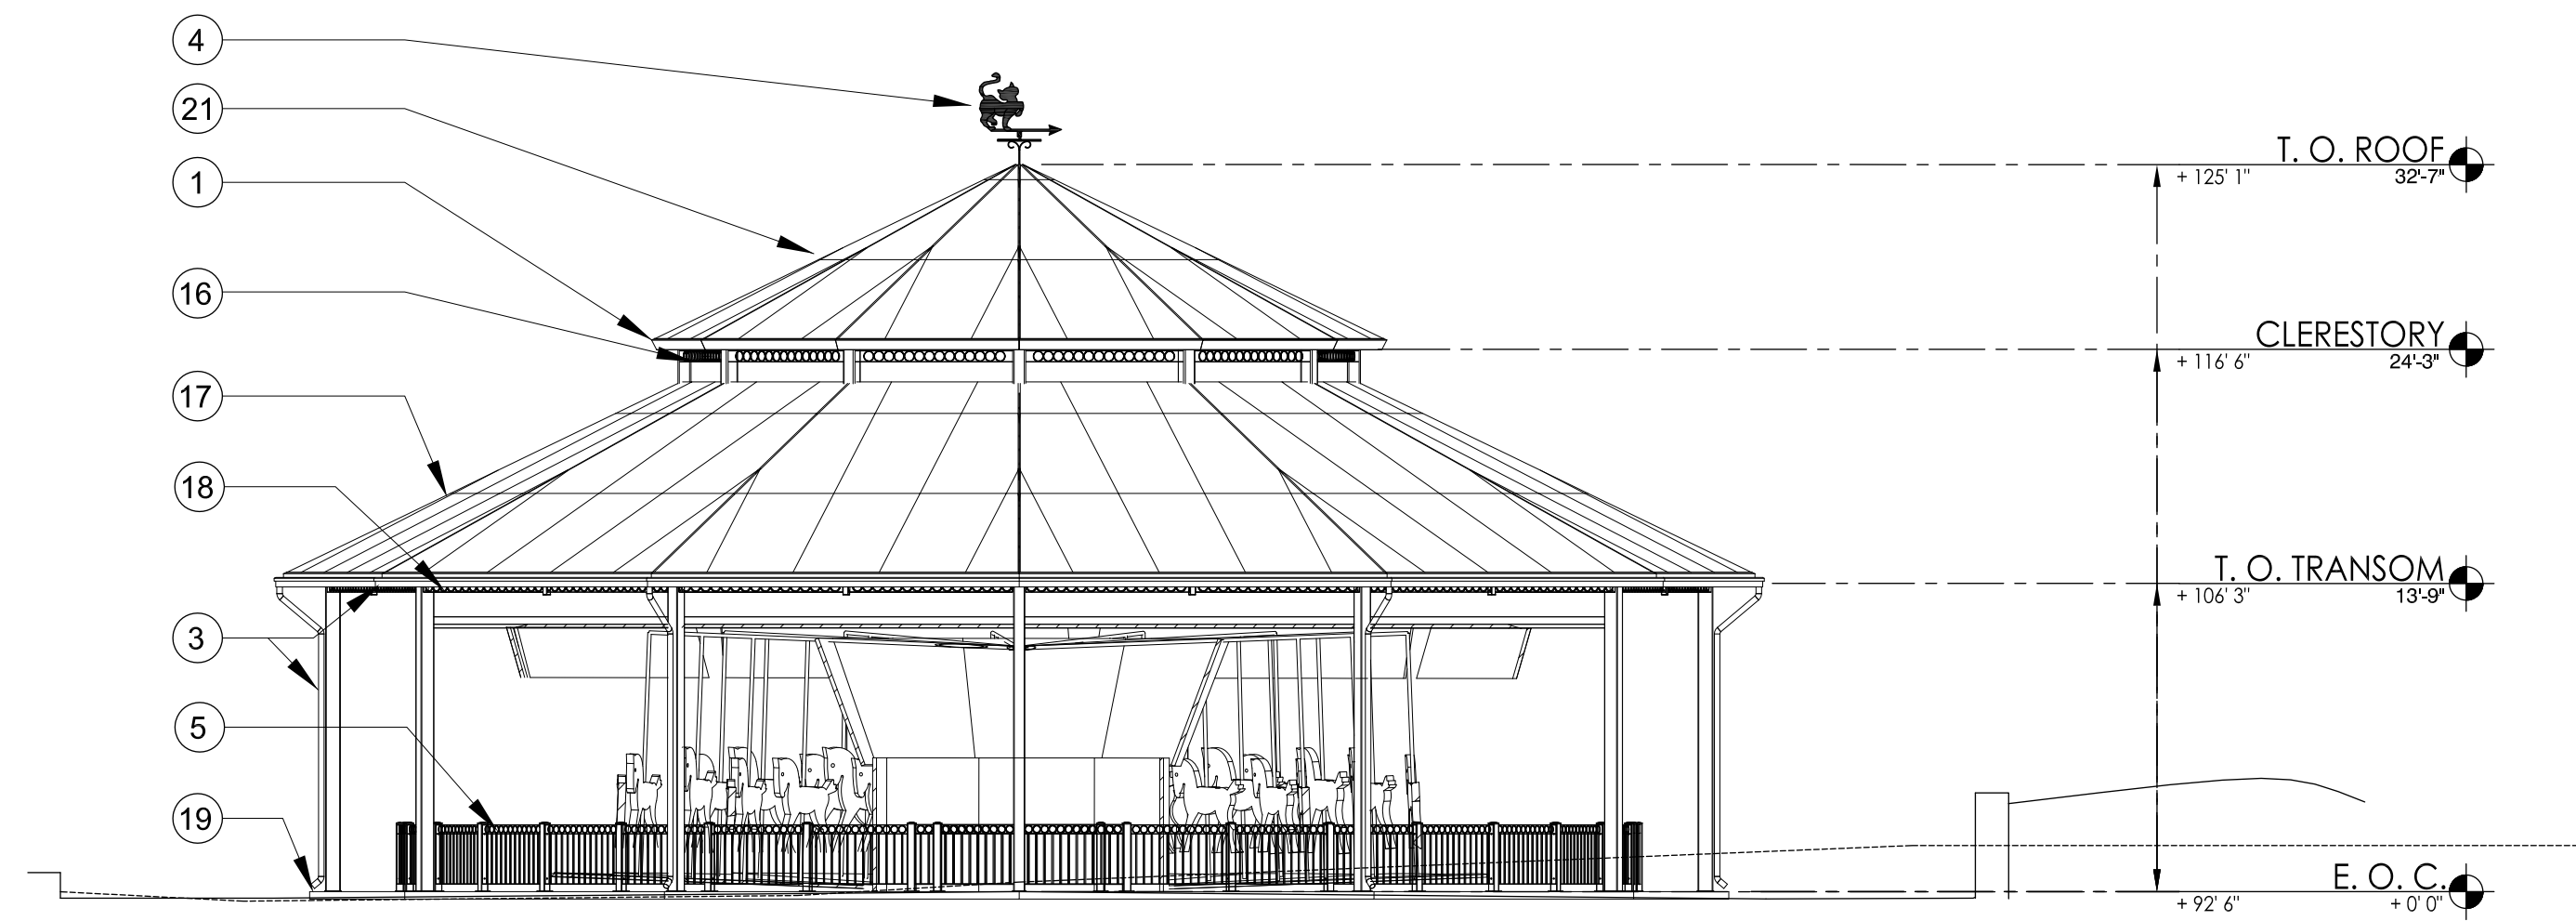 4
21
1
16
17
18
3
5
19
T. O. ROOF
+ 125' 1" 32'-7"
CLERESTORY
+ 116' 6" 24'-3"
T. O. TRANSOM
+ 106' 3" 13'-9"
E. O. C.
+ 92' 6" + 0' 0"